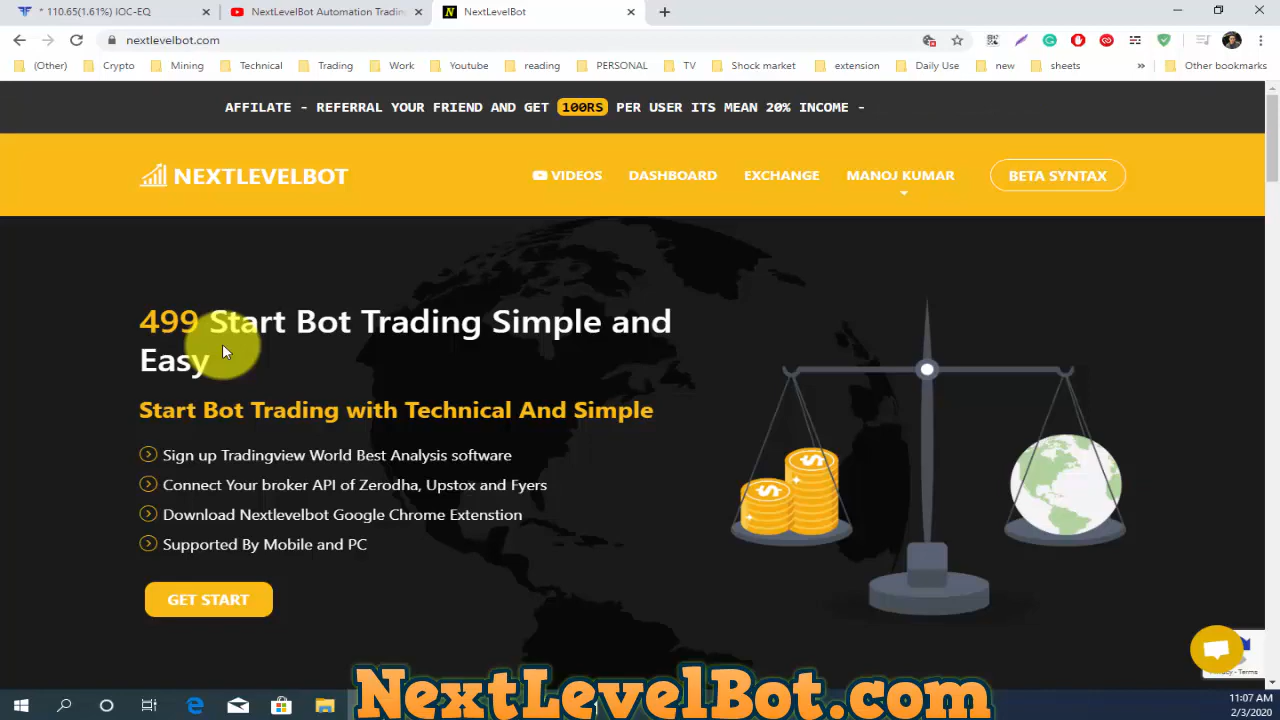 * 110.65(1.61%) IOC-EQ
NextLevelBot Automation Trading
NextLevelBot
nextlevelbot.com
(Other)
Crypto
Mining
Technical
Trading
Work
Youtube
reading
PERSONAL
TV
Shock market
extension
Daily Use
new
sheets
»
Other bookmarks
AFFILATE - REFERRAL YOUR FRIEND AND GET 100RS PER USER ITS MEAN 20% INCOME -
NEXTLEVELBOT
VIDEOS
DASHBOARD
EXCHANGE
MANOJ KUMAR
BETA SYNTAX
499 Start Bot Trading Simple and
Easy
Start Bot Trading with Technical And Simple
Sign up Tradingview World Best Analysis software
Connect Your broker API of Zerodha, Upstox and Fyers
Download Nextlevelbot Google Chrome Extenstion
Supported By Mobile and PC
GET START
Privacy - Terms
NextLevelBot.com
11:07 AM
2/3/2020